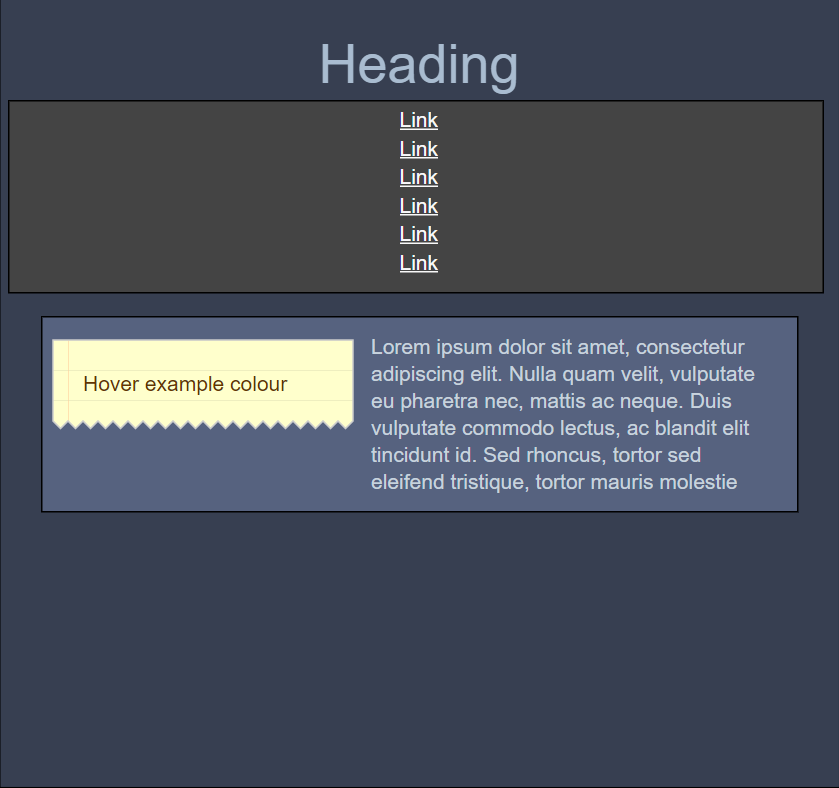 Heading
Link
Link
Link
Link
Link
Link
Hover example colour
Lorem ipsum dolor sit amet, consectetur
adipiscing elit. Nulla quam velit, vulputate
eu pharetra nec, mattis ac neque. Duis
vulputate commodo lectus, ac blandit elit
tincidunt id. Sed rhoncus, tortor sed
eleifend tristique, tortor mauris molestie